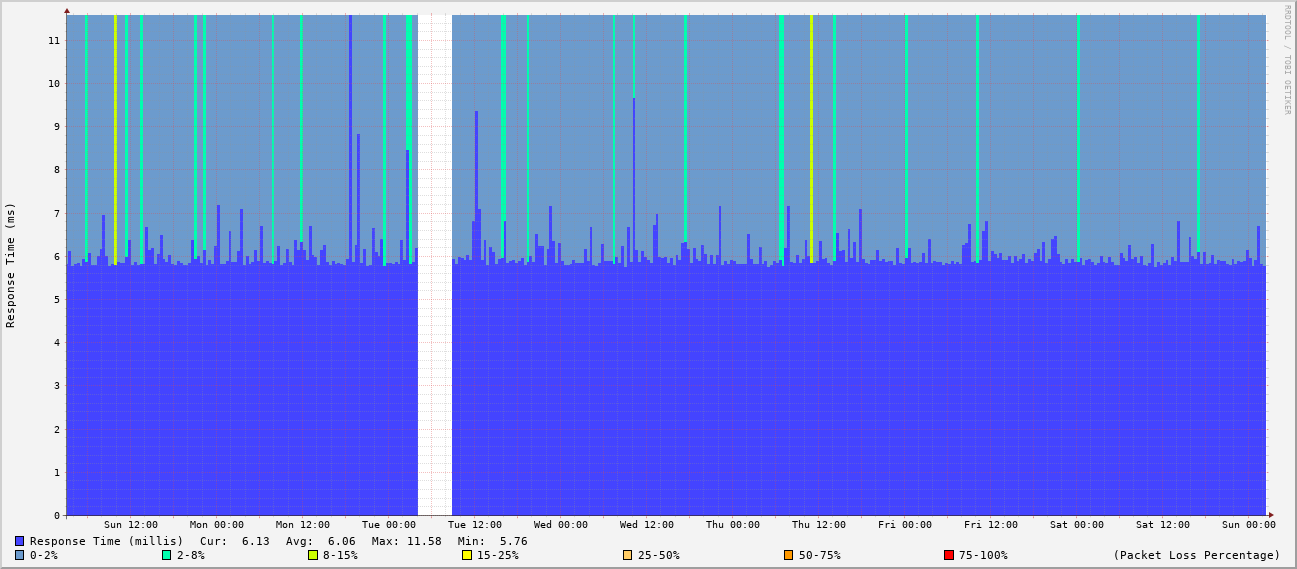 RRDTOOL / TOBI OETIKER
Response Time (ms)
11
10
9
8
7
6
5
4
3
2
1
0
Sun 12:00 Mon 00:00 Mon 12:00 Tue 00:00 Tue 12:00 Wed 00:00 Wed 12:00 Thu 00:00 Thu 12:00 Fri 00:00 Fri 12:00 Sat 00:00 Sat 12:00 Sun 00:00
Response Time (millis) Cur: 6.13 Avg: 6.06 Max: 11.58 Min: 5.76
0-2% 2-8% 8-15% 15-25% 25-50% 50-75% 75-100% (Packet Loss Percentage)